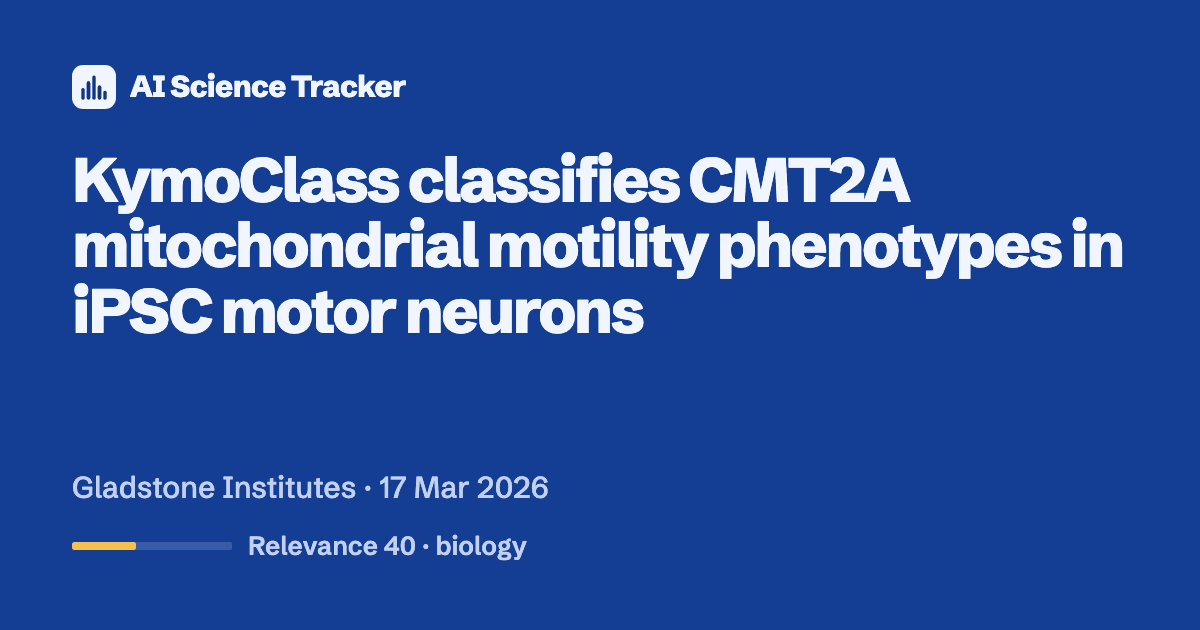 AI Science Tracker
KymoClass classifies CMT2A
mitochondrial motility phenotypes in
iPSC motor neurons
Gladstone Institutes · 17 Mar 2026
Relevance 40 · biology